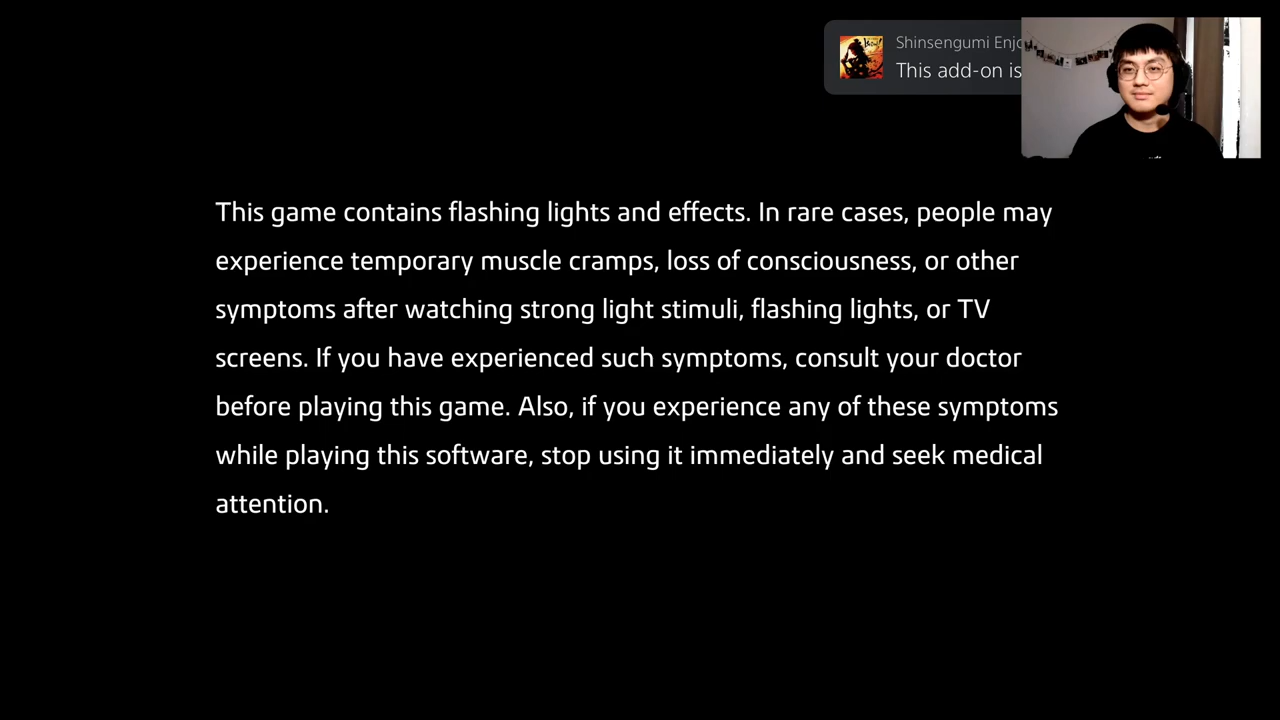 Shinsengumi Enjo
This add-on is
This game contains flashing lights and effects. In rare cases, people may
experience temporary muscle cramps, loss of consciousness, or other
symptoms after watching strong light stimuli, flashing lights, or TV
screens. If you have experienced such symptoms, consult your doctor
before playing this game. Also, if you experience any of these symptoms
while playing this software, stop using it immediately and seek medical
attention.